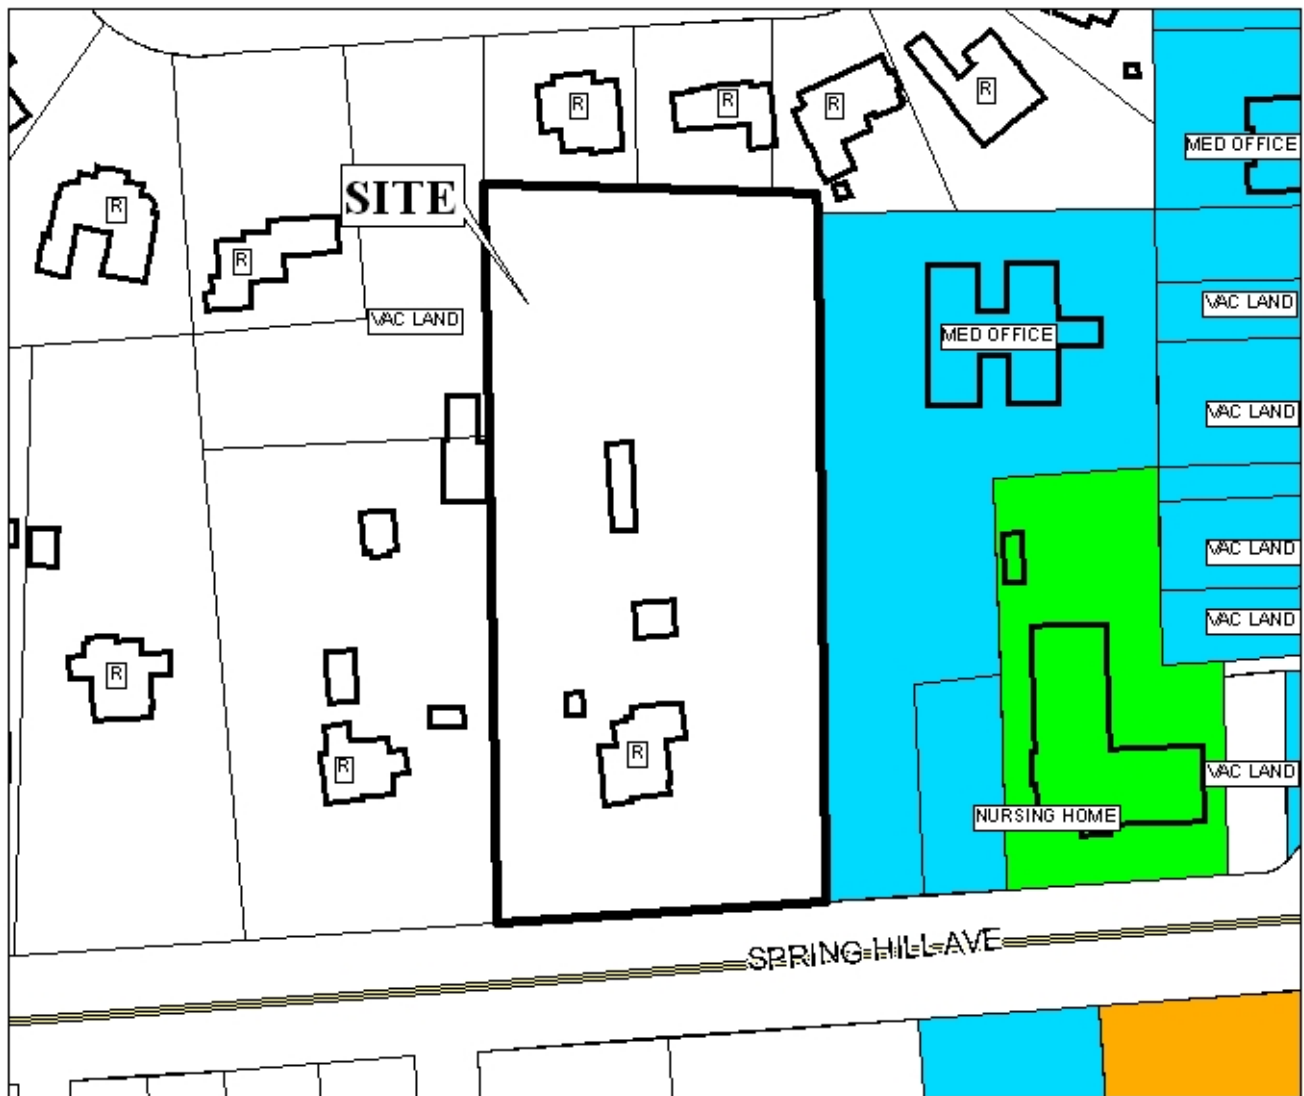 R
R
R
R
MED OFFICE
R
SITE
R
VAC LAND
VAC LAND
MED OFFICE
VAC LAND
VAC LAND
VAC LAND
R
R
R
VAC LAND
NURSING HOME
SPRING HILL AVE